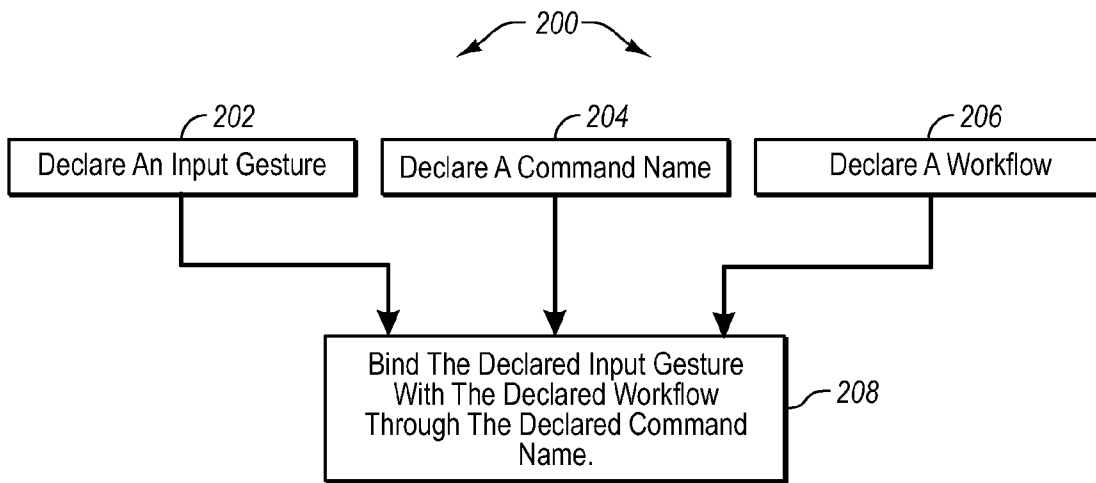 200
202 204 206
Declare An Input Gesture Declare A Command Name Declare A Workflow
Bind The Declared Input Gesture
With The Declared Workflow
Through The Declared Command
Name.
208